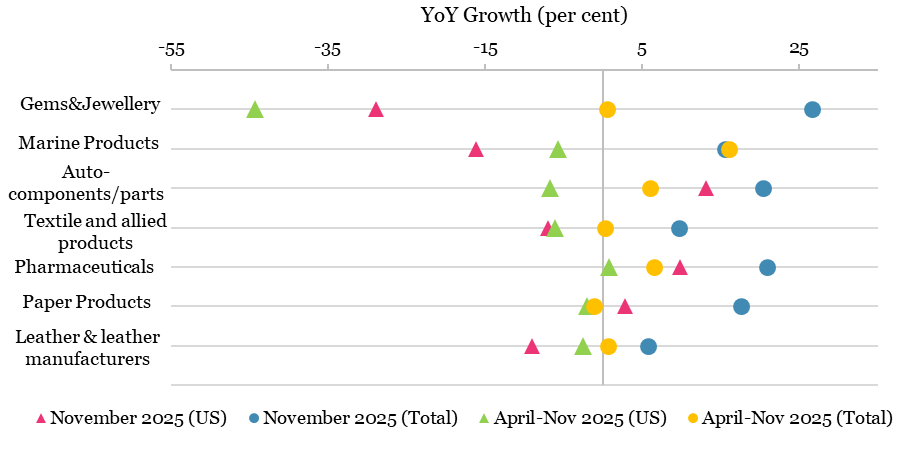 YoY Growth (per cent)
-55 -35 -15 5 25
Gems&Jewellery
Marine Products
Auto-
components/parts
Textile and allied
products
Pharmaceuticals
Paper Products
Leather & leather
manufacturers
November 2025 (US) November 2025 (Total) April-Nov 2025 (US) April-Nov 2025 (Total)